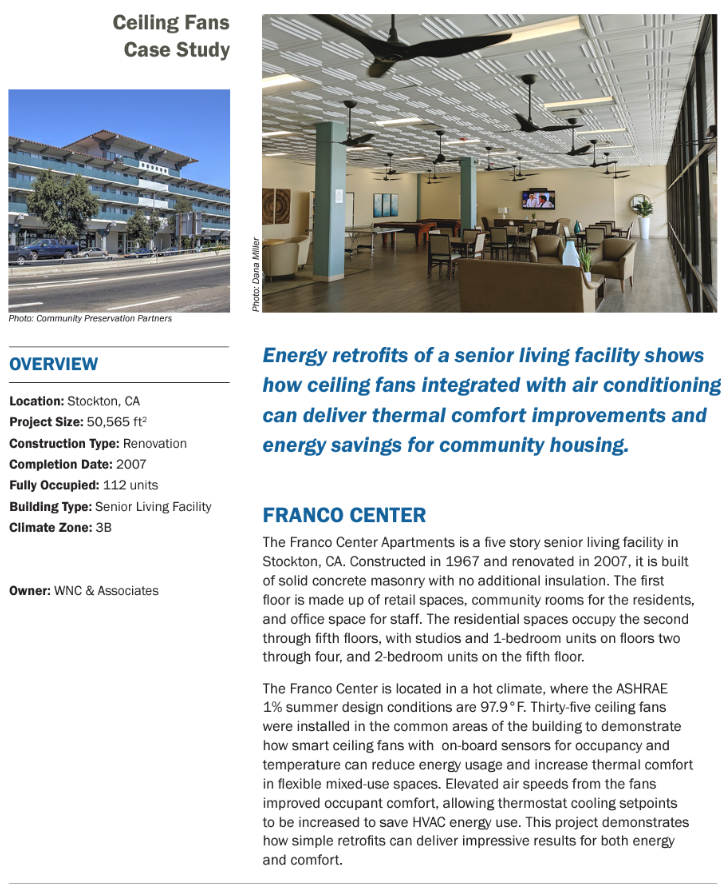 Ceiling Fans
Case Study
Photo: Community Preservation Partners
Photo: Dana Miller
OVERVIEW
Location: Stockton, CA
Project Size: 50,565 ft²
Construction Type: Renovation
Completion Date: 2007
Fully Occupied: 112 units
Building Type: Senior Living Facility
Climate Zone: 3B
Owner: WNC & Associates
Energy retrofits of a senior living facility shows
how ceiling fans integrated with air conditioning
can deliver thermal comfort improvements and
energy savings for community housing.
FRANCO CENTER
The Franco Center Apartments is a five story senior living facility in
Stockton, CA. Constructed in 1967 and renovated in 2007, it is built
of solid concrete masonry with no additional insulation. The first
floor is made up of retail spaces, community rooms for the residents,
and office space for staff. The residential spaces occupy the second
through fifth floors, with studios and 1-bedroom units on floors two
through four, and 2-bedroom units on the fifth floor.
The Franco Center is located in a hot climate, where the ASHRAE
1% summer design conditions are 97.9°F. Thirty-five ceiling fans
were installed in the common areas of the building to demonstrate
how smart ceiling fans with on-board sensors for occupancy and
temperature can reduce energy usage and increase thermal comfort
in flexible mixed-use spaces. Elevated air speeds from the fans
improved occupant comfort, allowing thermostat cooling setpoints
to be increased to save HVAC energy use. This project demonstrates
how simple retrofits can deliver impressive results for both energy
and comfort.